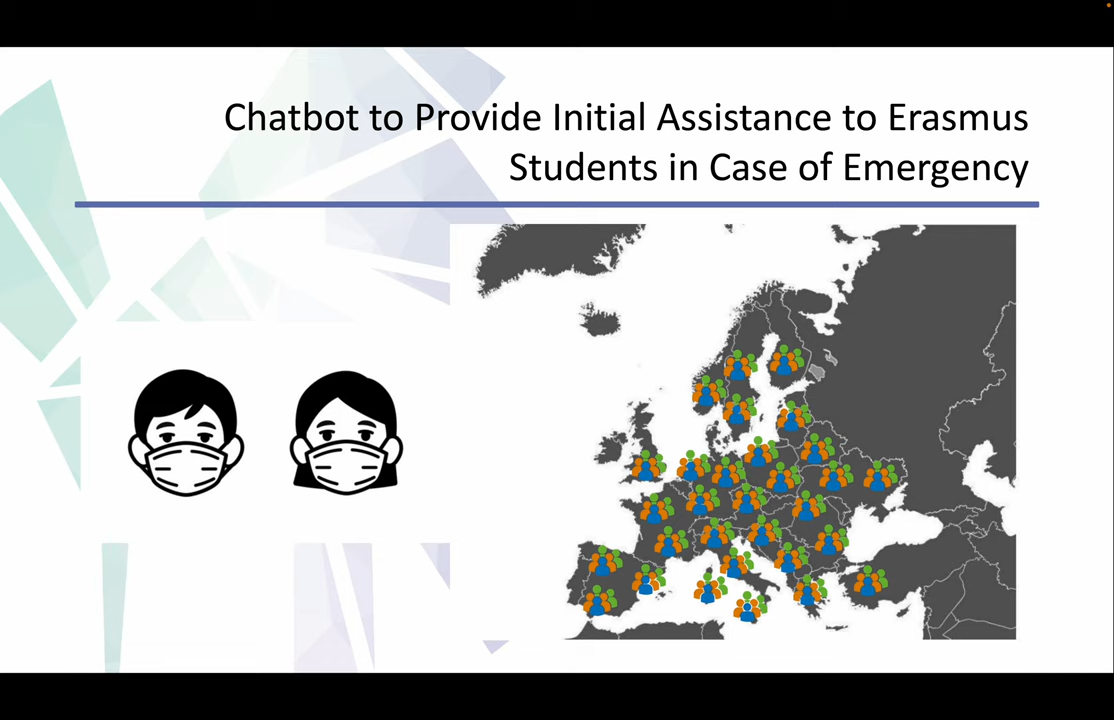 Chatbot to Provide Initial Assistance to Erasmus
Students in Case of Emergency